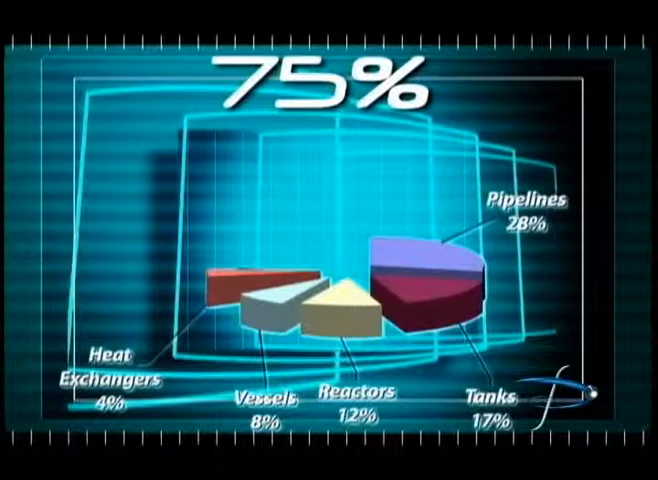 75%
Pipelines
28%
Heat
Exchangers
4%
Vessels
8%
Reactors
12%
Tanks
17%